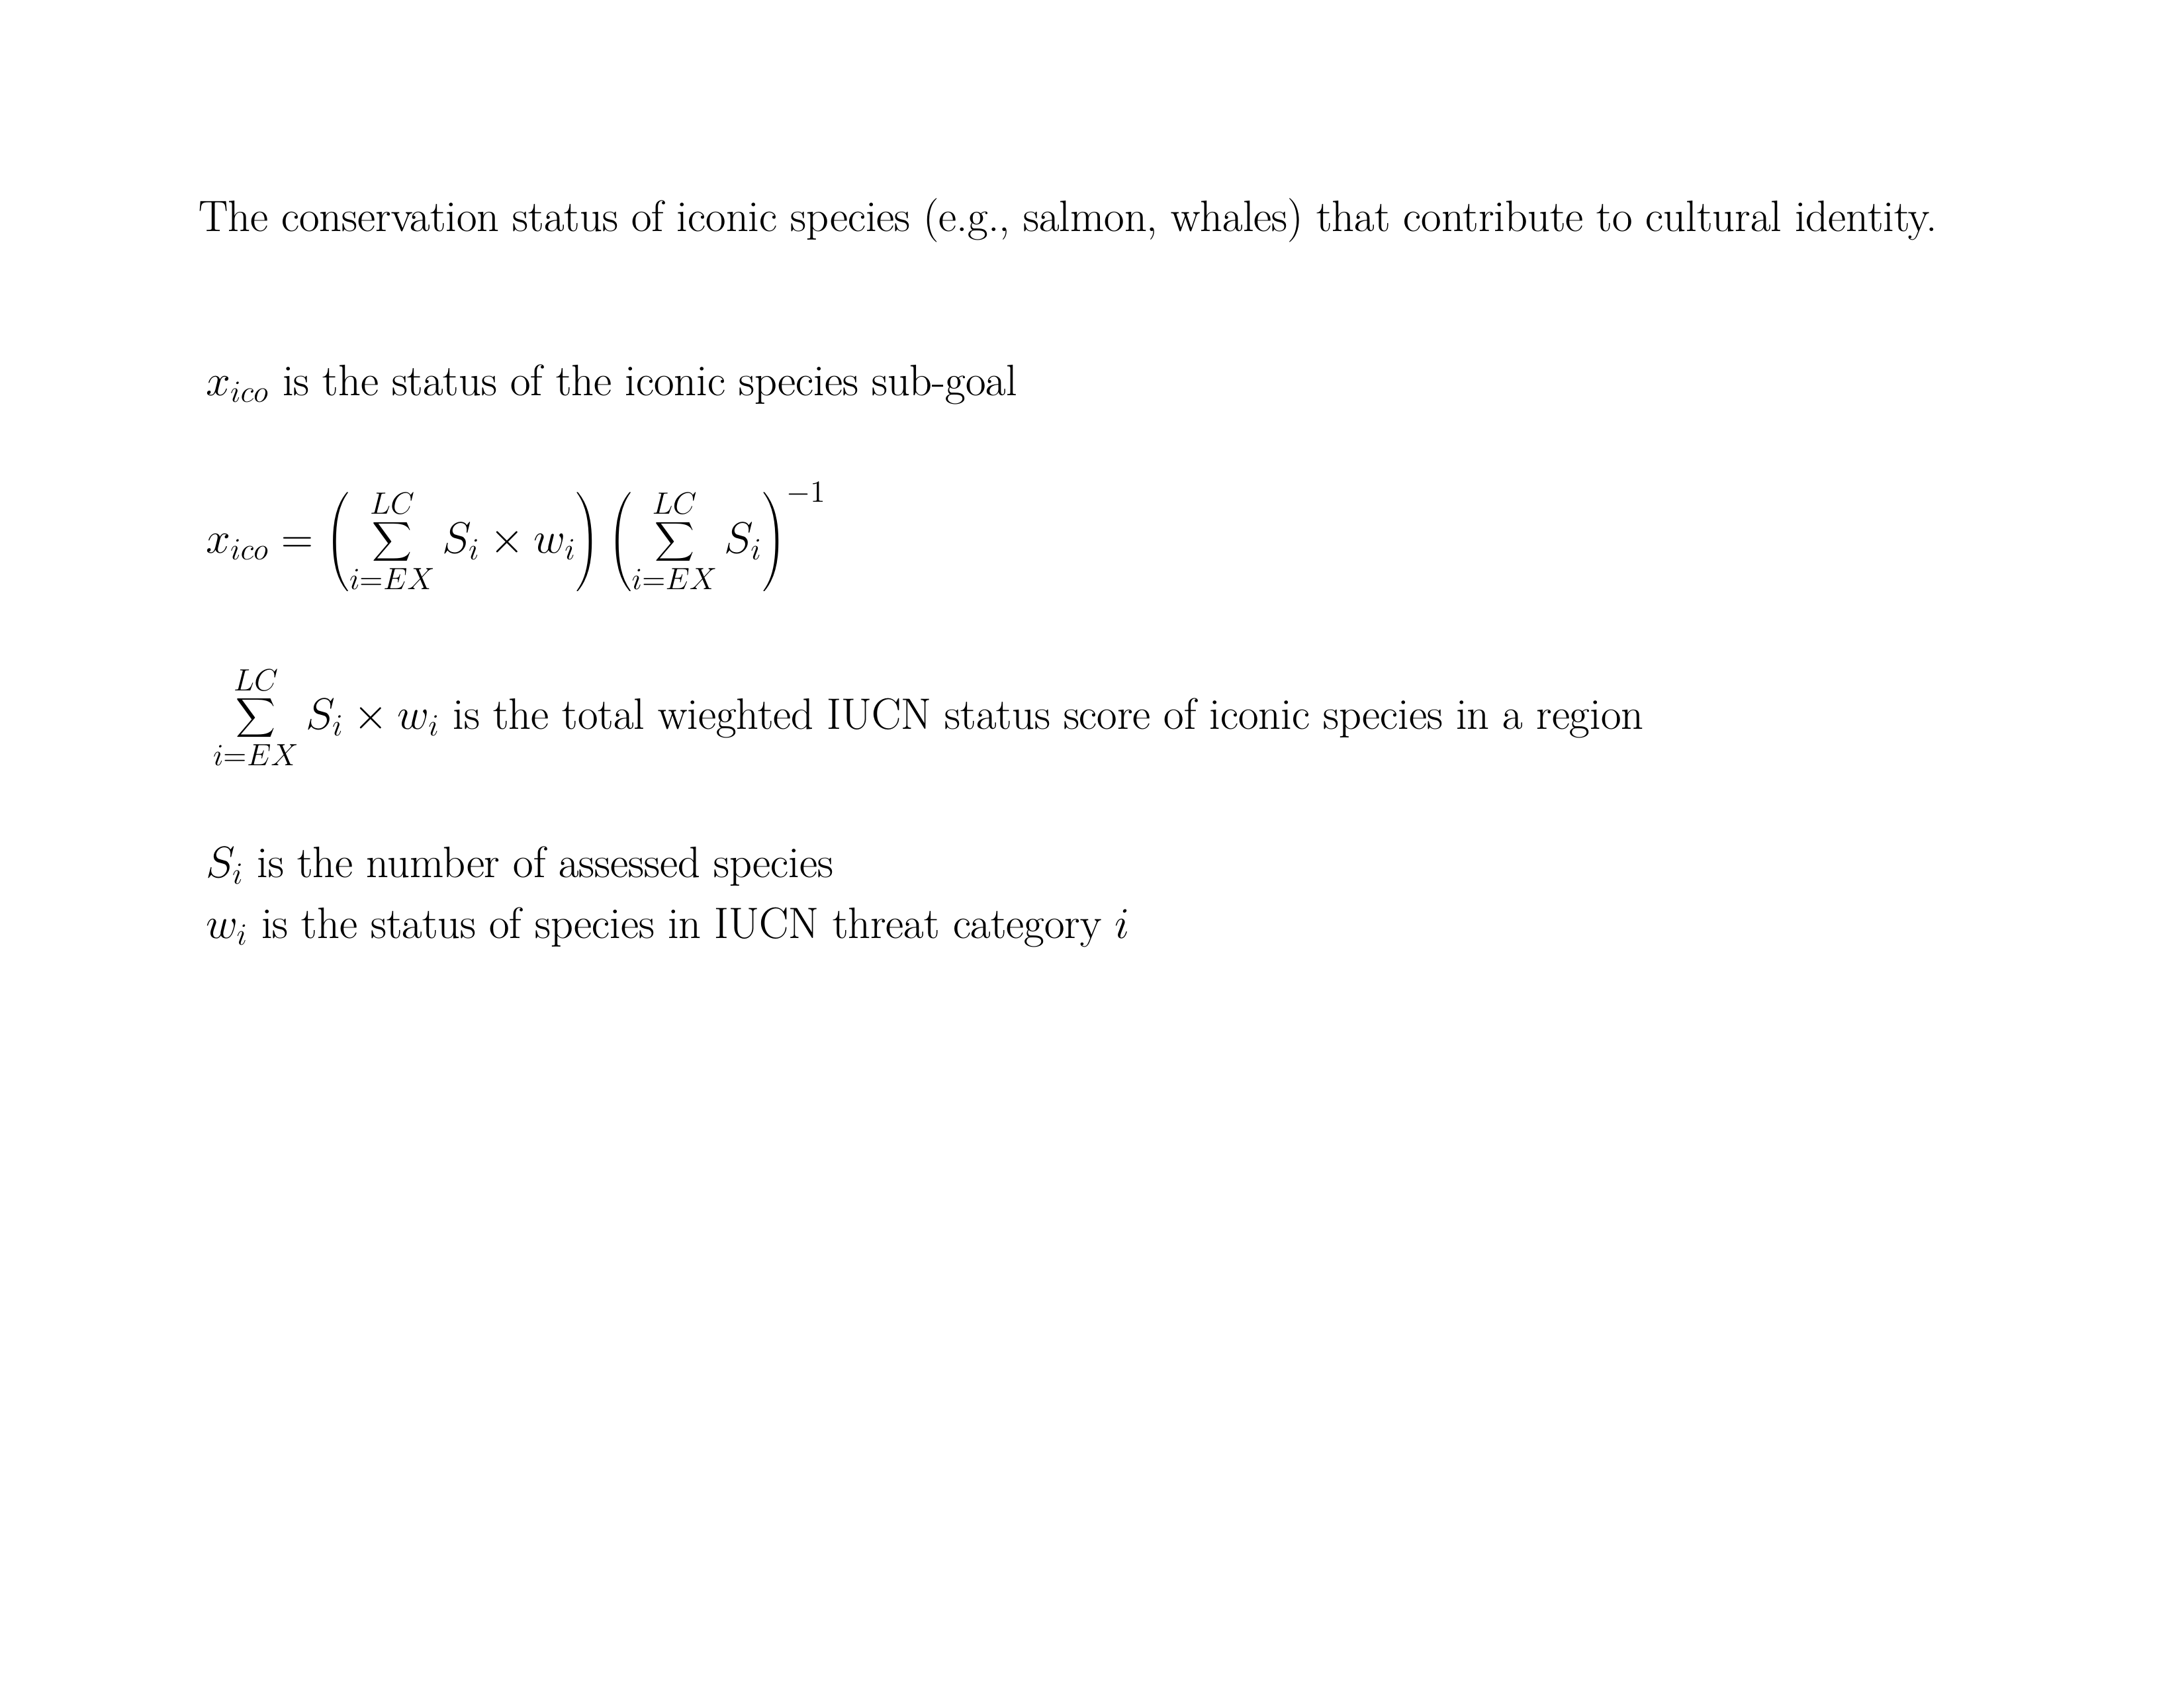 The conservation status of iconic species (e.g., salmon, whales) that contribute to cultural identity.
x_{ico} is the status of the iconic species sub-goal
x_{ico} = \left( \sum_{i=EX}^{LC} S_i \times w_i \right) \left( \sum_{i=EX}^{LC} S_i \right)^{-1}
\sum_{i=EX}^{LC} S_i \times w_i is the total wieghted IUCN status score of iconic species in a region
S_i is the number of assessed species
w_i is the status of species in IUCN threat category i